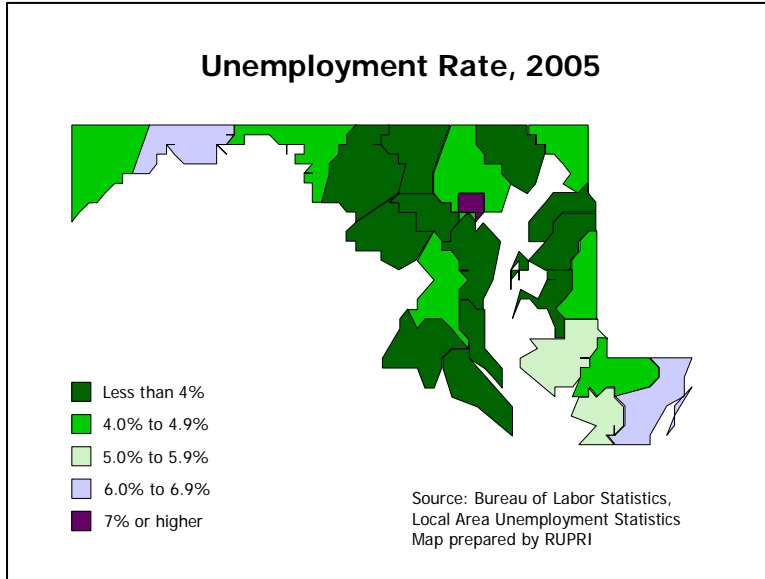 Unemployment Rate, 2005
Less than 4%
4.0% to 4.9%
5.0% to 5.9%
6.0% to 6.9%
7% or higher
Source: Bureau of Labor Statistics,
Local Area Unemployment Statistics
Map prepared by RUPRI